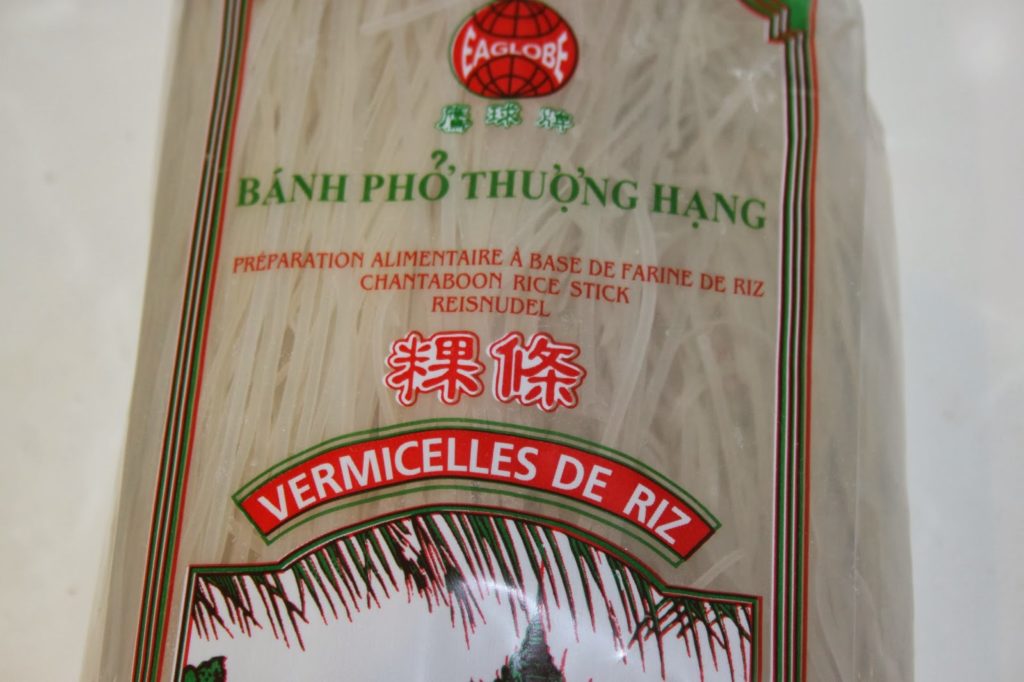 EAGLOBE
鷹球牌
BÁNH PHỞ THƯỢNG HẠNG
PRÉPARATION ALIMENTAIRE À BASE DE FARINE DE RIZ
CHANTABOON RICE STICK
REISNUDEL
粿條
VERMICELLES DE RIZ